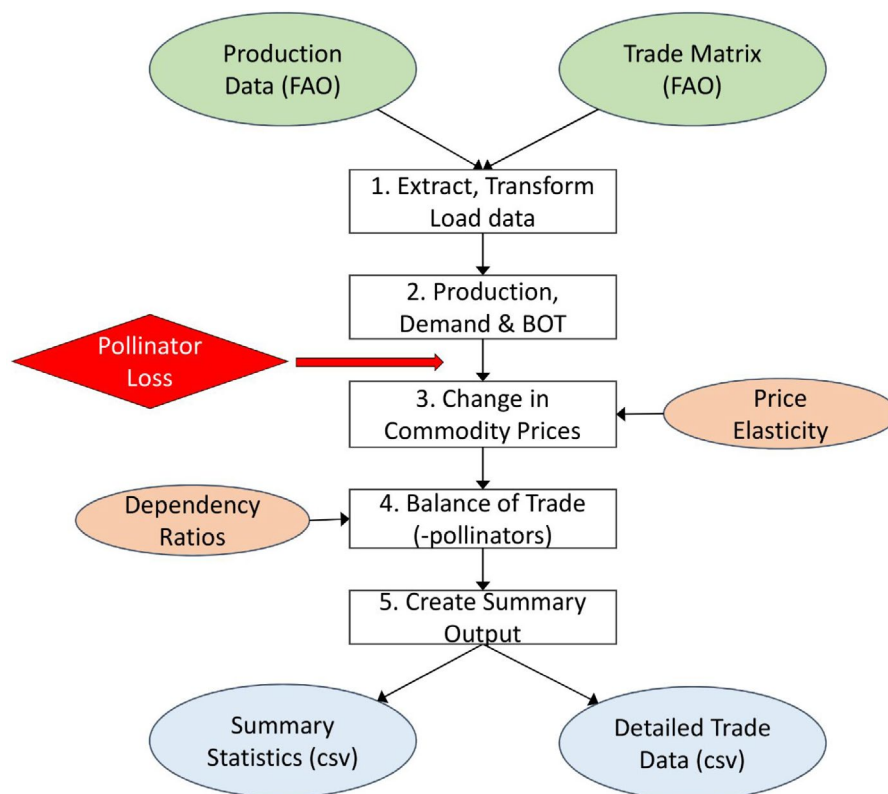 Production
Data (FAO)
Trade Matrix
(FAO)
1. Extract, Transform
Load data
2. Production,
Demand & BOT
Pollinator
Loss
3. Change in
Commodity Prices
Price
Elasticity
Dependency
Ratios
4. Balance of Trade
(-pollinators)
5. Create Summary
Output
Summary
Statistics (csv)
Detailed Trade
Data (csv)